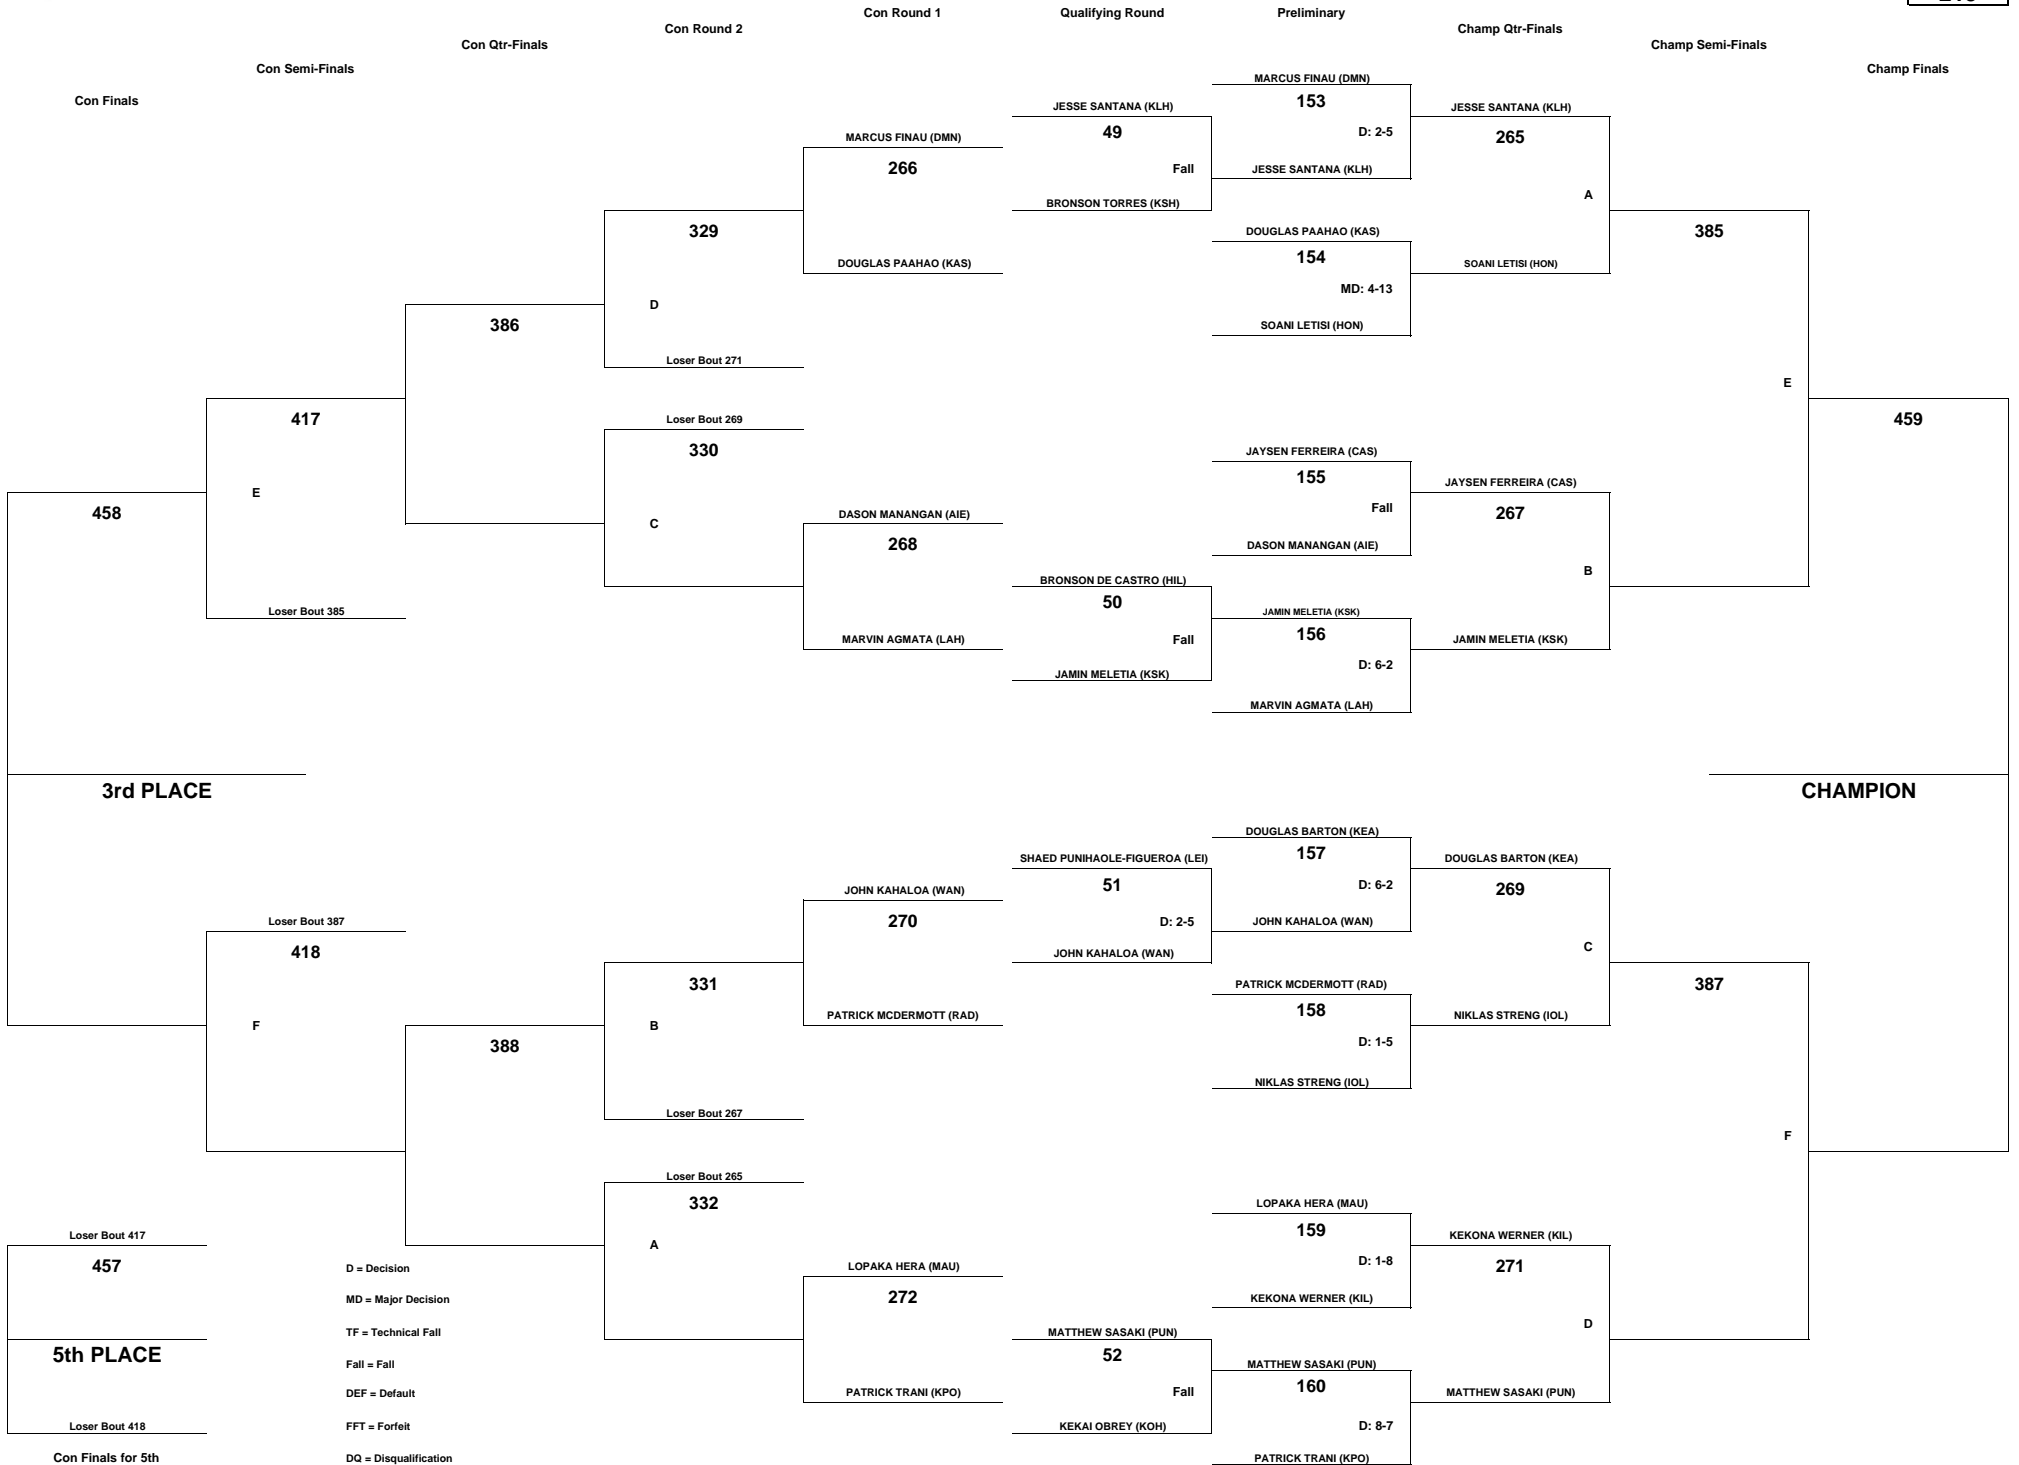 Con Round 1
Qualifying Round
Preliminary
Con Round 2
Champ Qtr-Finals
Con Qtr-Finals
Champ Semi-Finals
Con Semi-Finals
Champ Finals
Con Finals
MARCUS FINAU (DMN)
153
D: 2-5
JESSE SANTANA (KLH)
DOUGLAS PAAHAO (KAS)
154
MD: 4-13
SOANI LETISI (HON)
JAYSEN FERREIRA (CAS)
155
Fall
DASON MANANGAN (AIE)
JAMIN MELETIA (KSK)
156
D: 6-2
MARVIN AGMATA (LAH)
DOUGLAS BARTON (KEA)
157
D: 6-2
JOHN KAHALOA (WAN)
PATRICK MCDERMOTT (RAD)
158
D: 1-5
NIKLAS STRENG (IOL)
LOPAKA HERA (MAU)
159
D: 1-8
KEKONA WERNER (KIL)
MATTHEW SASAKI (PUN)
160
D: 8-7
PATRICK TRANI (KPO)
JESSE SANTANA (KLH)
49
Fall
BRONSON TORRES (KSH)
BRONSON DE CASTRO (HIL)
50
Fall
JAMIN MELETIA (KSK)
SHAED PUNIHAOLE-FIGUEROA (LEI)
51
D: 2-5
JOHN KAHALOA (WAN)
MATTHEW SASAKI (PUN)
52
Fall
KEKAI OBREY (KOH)
JESSE SANTANA (KLH)
265
A
SOANI LETISI (HON)
JAYSEN FERREIRA (CAS)
267
B
JAMIN MELETIA (KSK)
DOUGLAS BARTON (KEA)
269
C
NIKLAS STRENG (IOL)
KEKONA WERNER (KIL)
271
D
MATTHEW SASAKI (PUN)
385
E
387
F
459
CHAMPION
MARCUS FINAU (DMN)
266
DOUGLAS PAAHAO (KAS)
DASON MANANGAN (AIE)
268
MARVIN AGMATA (LAH)
JOHN KAHALOA (WAN)
270
PATRICK MCDERMOTT (RAD)
LOPAKA HERA (MAU)
272
PATRICK TRANI (KPO)
329
D
Loser Bout 271
Loser Bout 269
330
C
331
B
Loser Bout 267
Loser Bout 265
332
A
386
388
417
E
Loser Bout 385
Loser Bout 387
418
F
458
3rd PLACE
Loser Bout 417
457
5th PLACE
Loser Bout 418
Con Finals for 5th
D = Decision
MD = Major Decision
TF = Technical Fall
Fall = Fall
DEF = Default
FFT = Forfeit
DQ = Disqualification